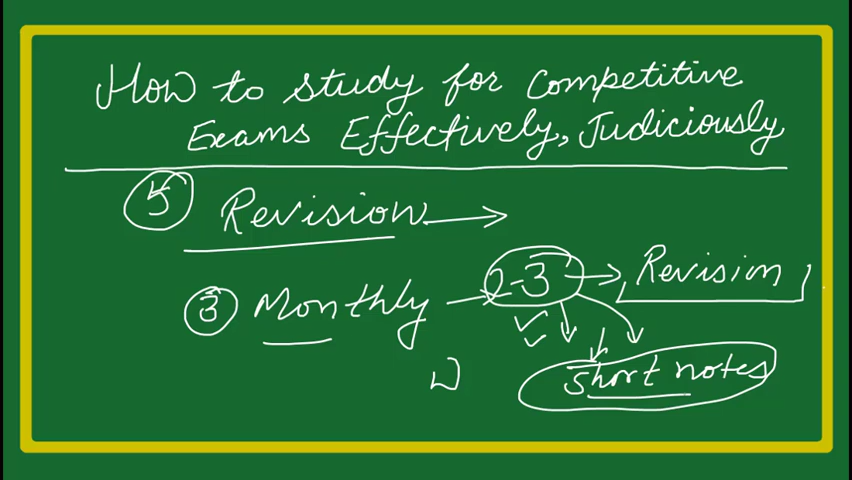 How to study for Competitive
Exams Effectively, Judiciously
5 Revision
3 Monthly 2-3 Revision
short notes